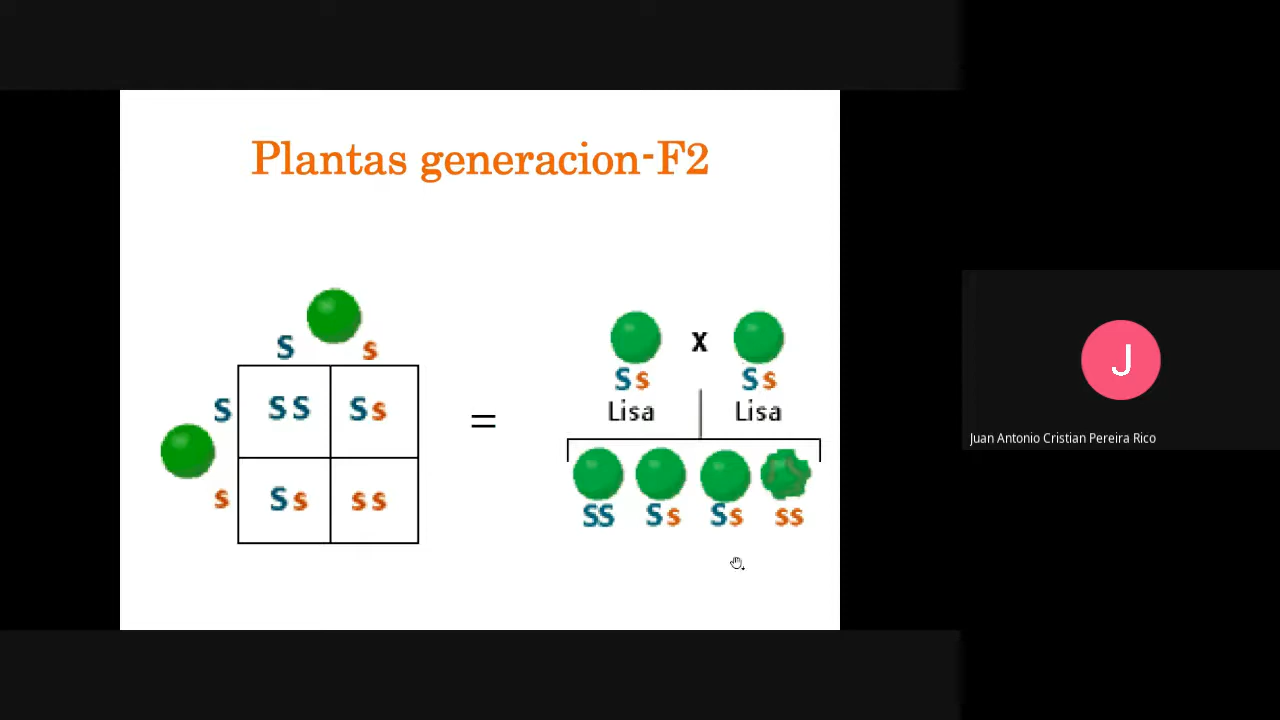 Plantas generacion-F2
S s
S SS Ss
s Ss ss
=
x
Ss Ss
Lisa Lisa
SS Ss Ss ss
J
Juan Antonio Cristian Pereira Rico